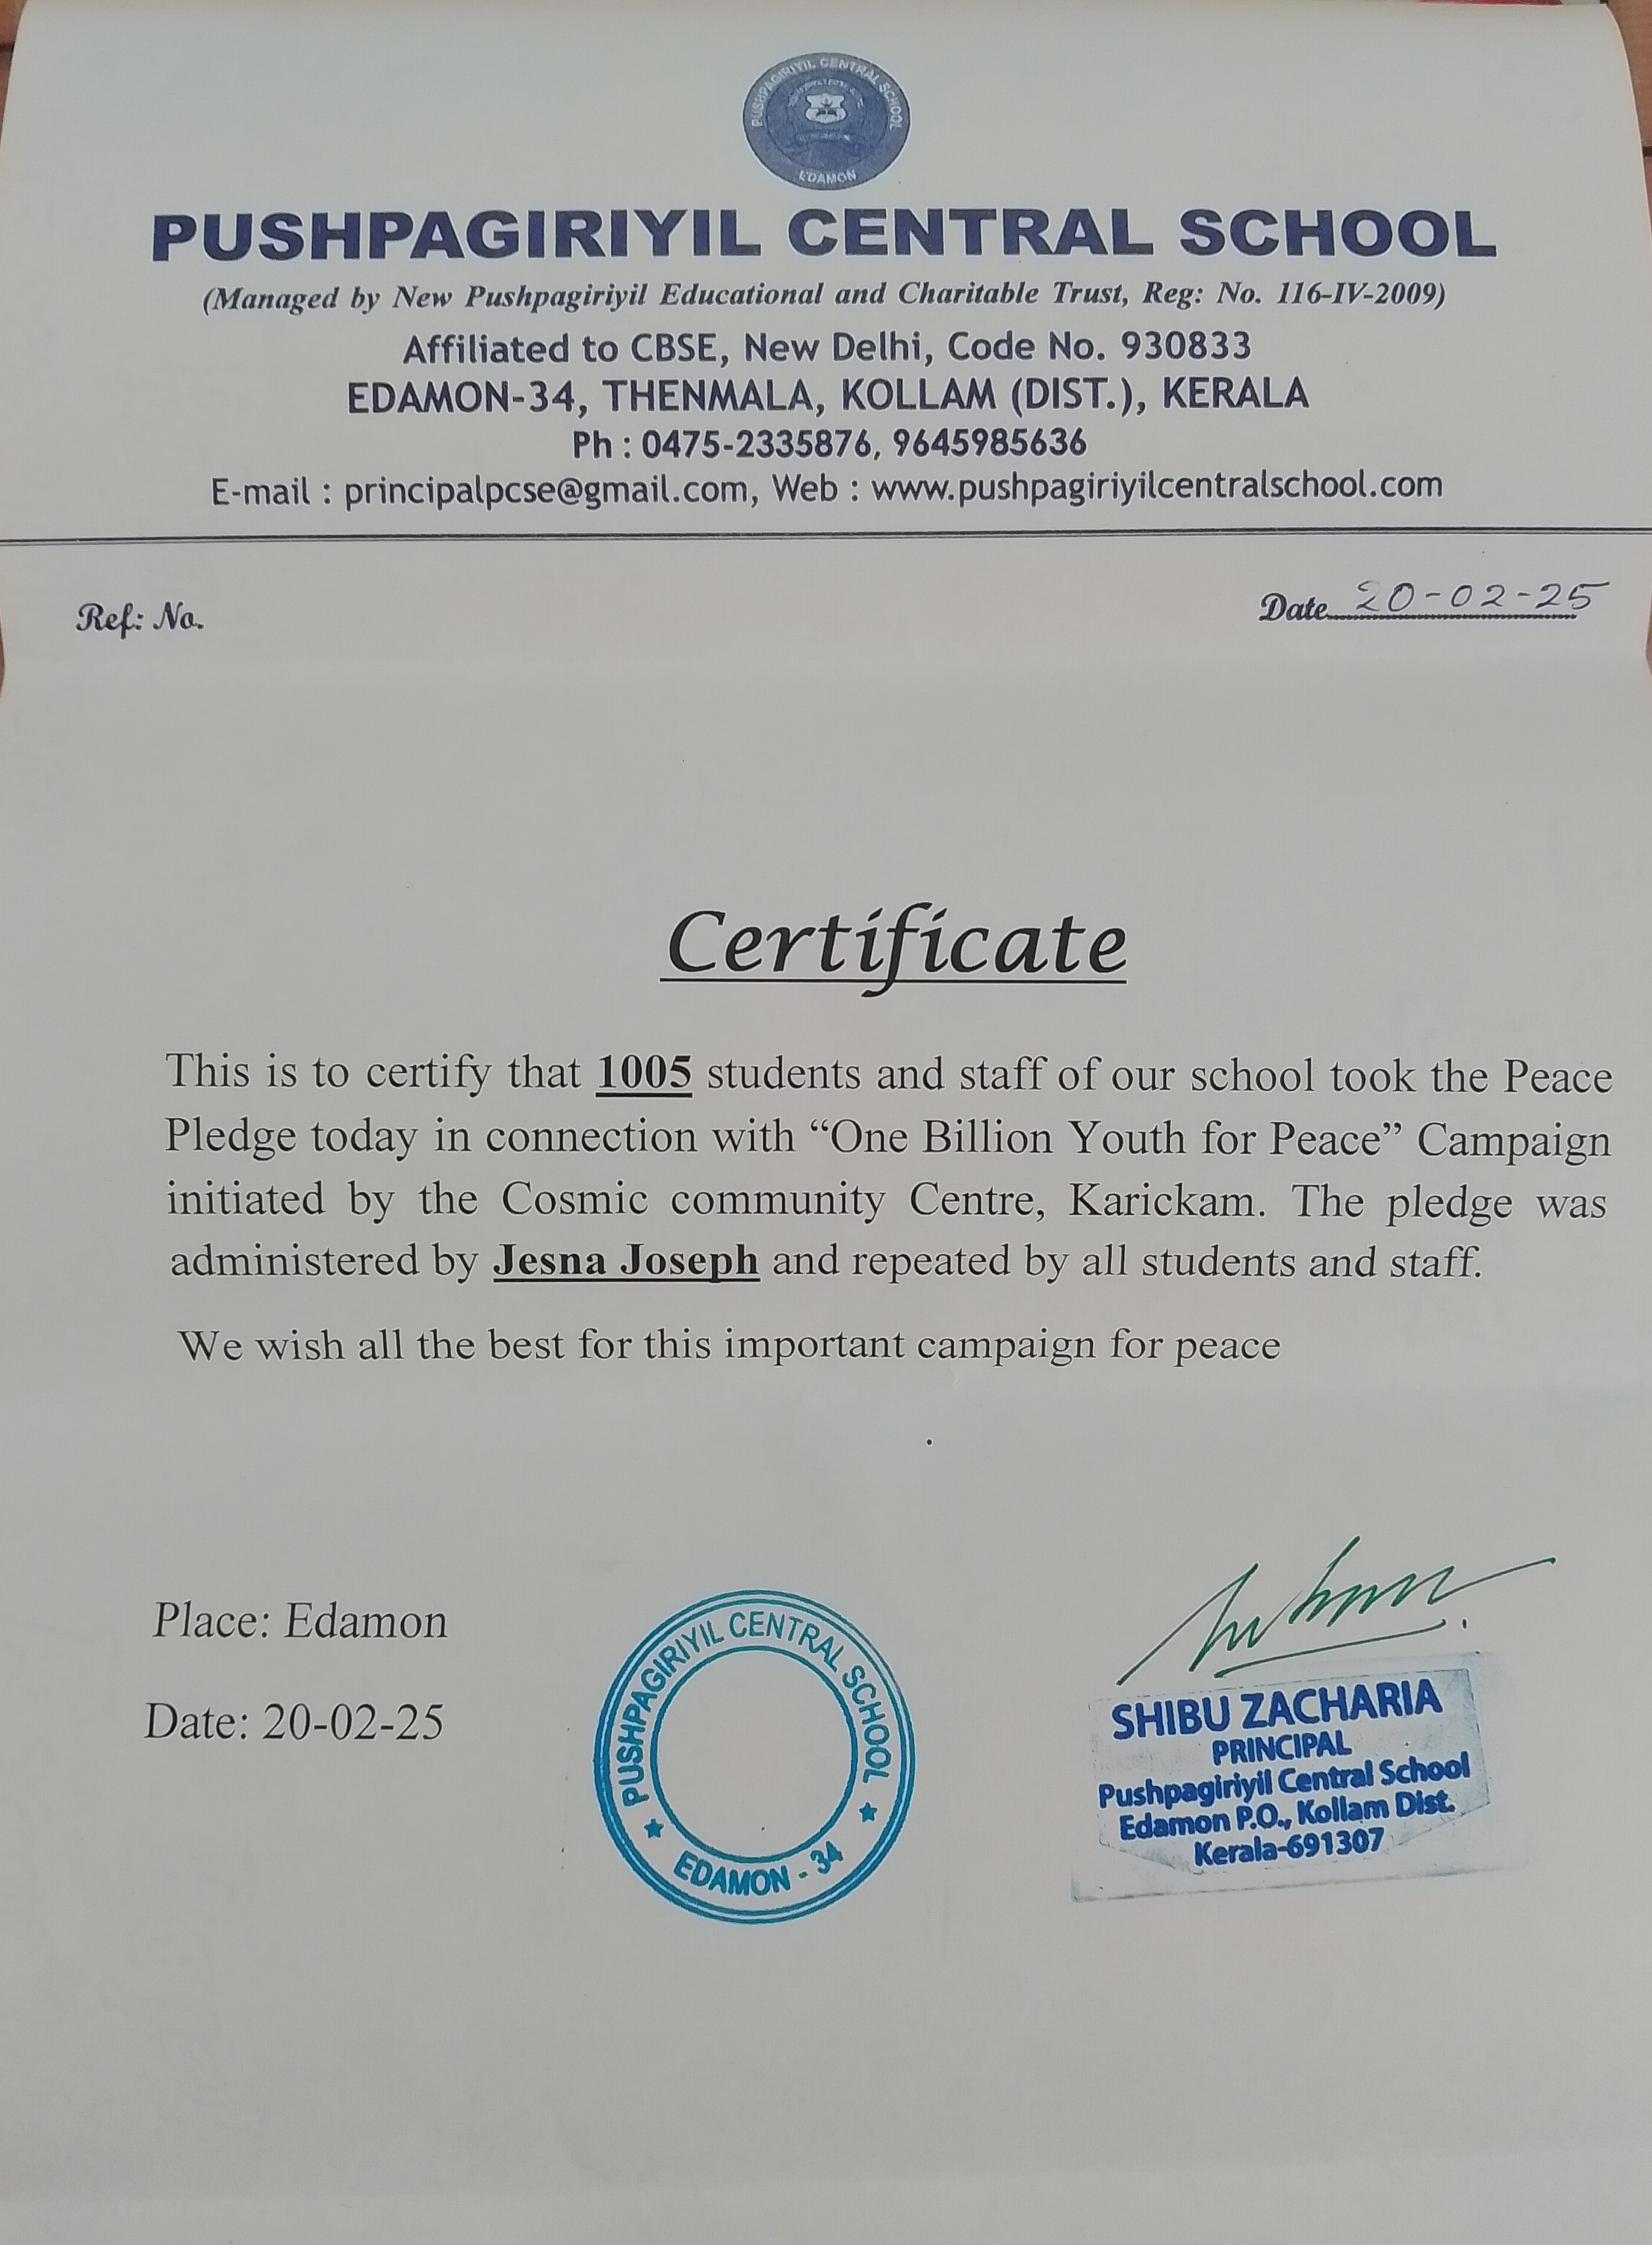 PUSHPAGIRIYIL CENTRAL SCHOOL
EDAMON
PUSHPAGIRIYIL CENTRAL SCHOOL
(Managed by New Pushpagiriyil Educational and Charitable Trust, Reg: No. 116-IV-2009)
Affiliated to CBSE, New Delhi, Code No. 930833
EDAMON-34, THENMALA, KOLLAM (DIST.), KERALA
Ph : 0475-2335876, 9645985636
E-mail : principalpcse@gmail.com, Web : www.pushpagiriyilcentralschool.com
Ref: No.
Date 20-02-25
Certificate
This is to certify that 1005 students and staff of our school took the Peace
Pledge today in connection with “One Billion Youth for Peace” Campaign
initiated by the Cosmic community Centre, Karickam. The pledge was
administered by Jesna Joseph and repeated by all students and staff.
We wish all the best for this important campaign for peace
Place: Edamon
Date: 20-02-25
PUSHPAGIRIYIL CENTRAL SCHOOL
EDAMON - 34
SHIBU ZACHARIA
PRINCIPAL
Pushpagiriyil Central School
Edamon P.O., Kollam Dist.
Kerala-691307